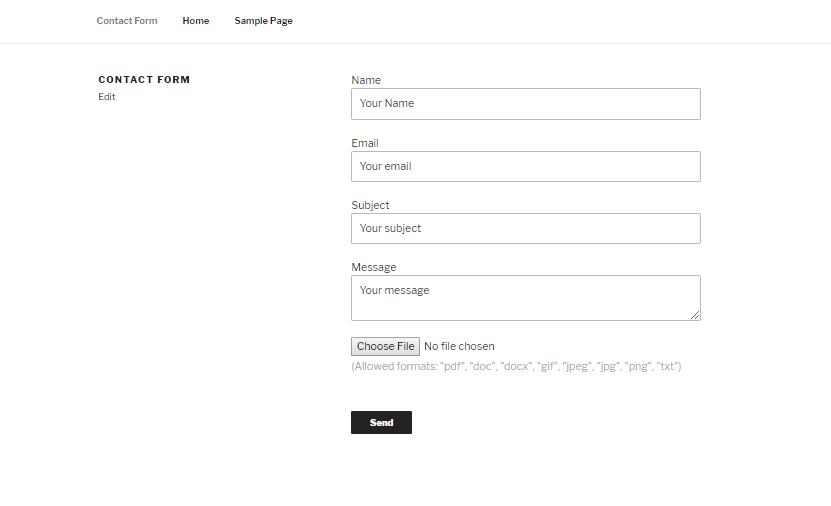 Contact Form Home Sample Page
CONTACT FORM
Edit
Name
Your Name
Email
Your email
Subject
Your subject
Message
Your message
Choose File No file chosen
(Allowed formats: "pdf", "doc", "docx", "gif", "jpeg", "jpg", "png", "txt")
Send